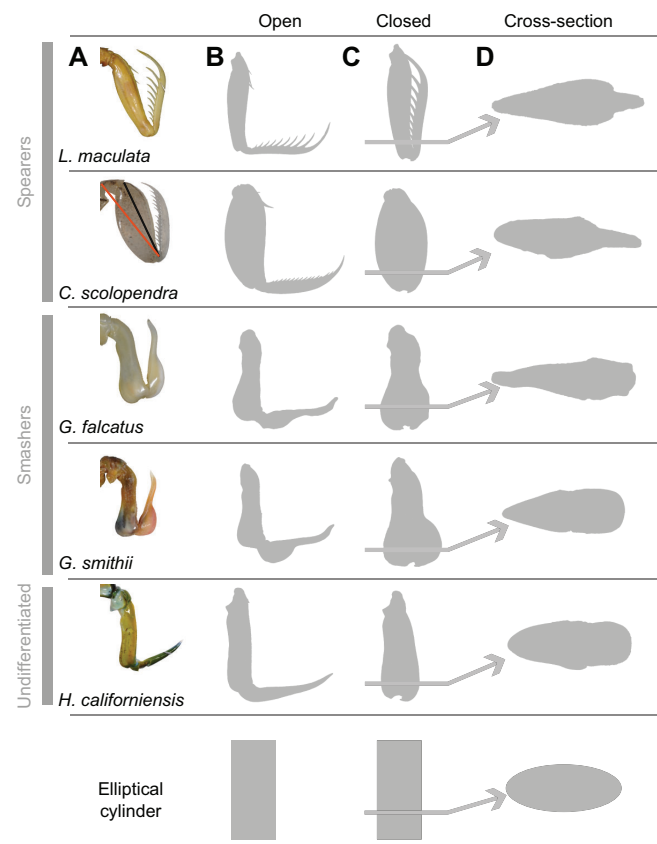 Open Closed Cross-section
A B C D
Spearers
L. maculata
C. scolopendra
Smashers
G. falcatus
G. smithii
Undifferentiated
H. californiensis
Elliptical
cylinder